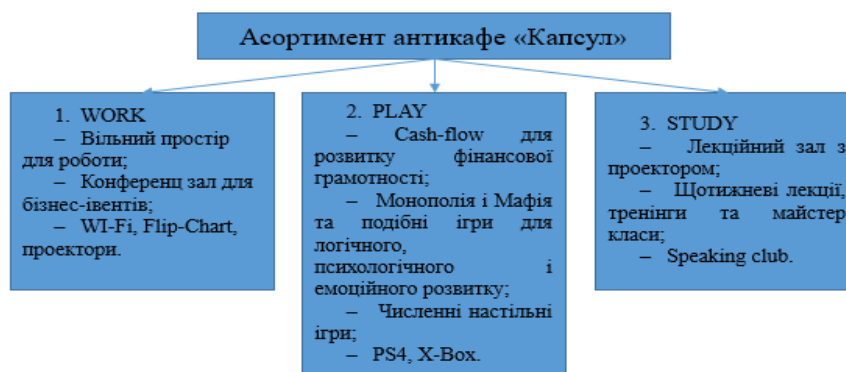 Асортимент антикафе «Капсул»
1. WORK
– Вільний простір
для роботи;
– Конференц зал для
бізнес-івентів;
– WI-Fi, Flip-Chart,
проектори.
2. PLAY
– Cash-flow для
розвитку фінансової
грамотності;
– Монополія і Мафія
та подібні ігри для
логічного,
психологічного і
емоційного розвитку;
– Численні настільні
ігри;
– PS4, X-Box.
3. STUDY
– Лекційний зал з
проектором;
– Щотижневі лекції,
тренінги та майстер
класи;
– Speaking club.